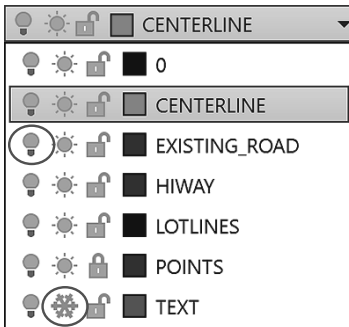 CENTERLINE
0
CENTERLINE
EXISTING_ROAD
HIWAY
LOTLINES
POINTS
TEXT